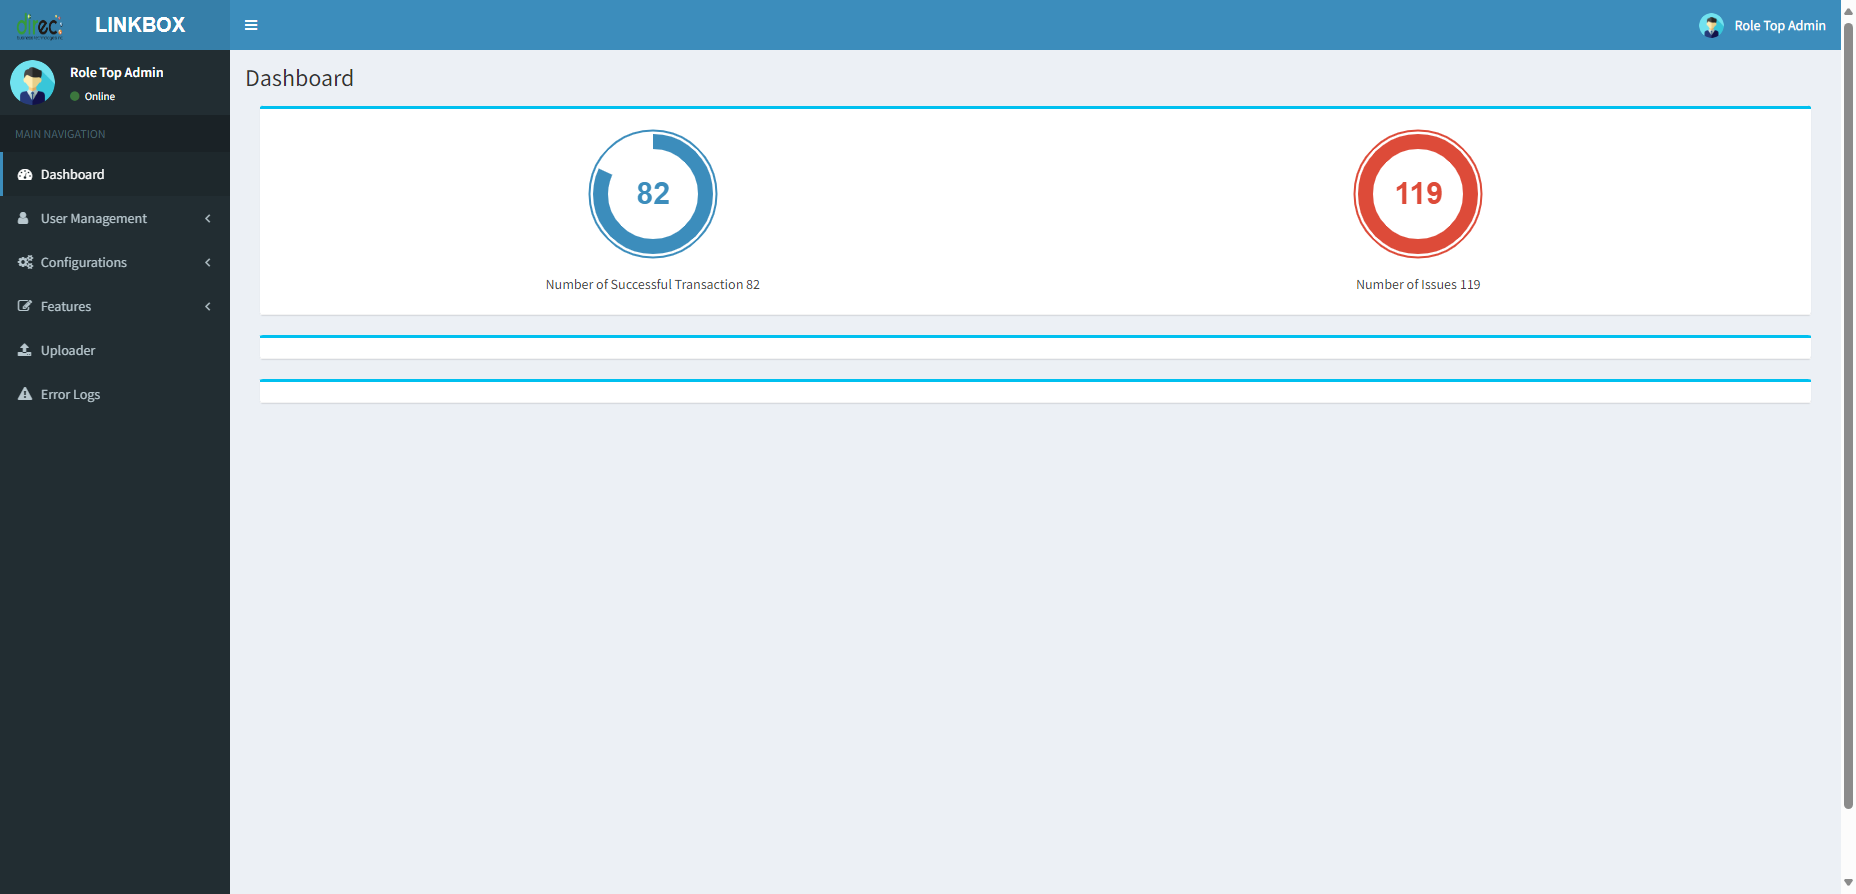 LINKBOX
Role Top Admin
Role Top Admin
Online
MAIN NAVIGATION
Dashboard
User Management
Configurations
Features
Uploader
Error Logs
Dashboard
82
Number of Successful Transaction 82
119
Number of Issues 119